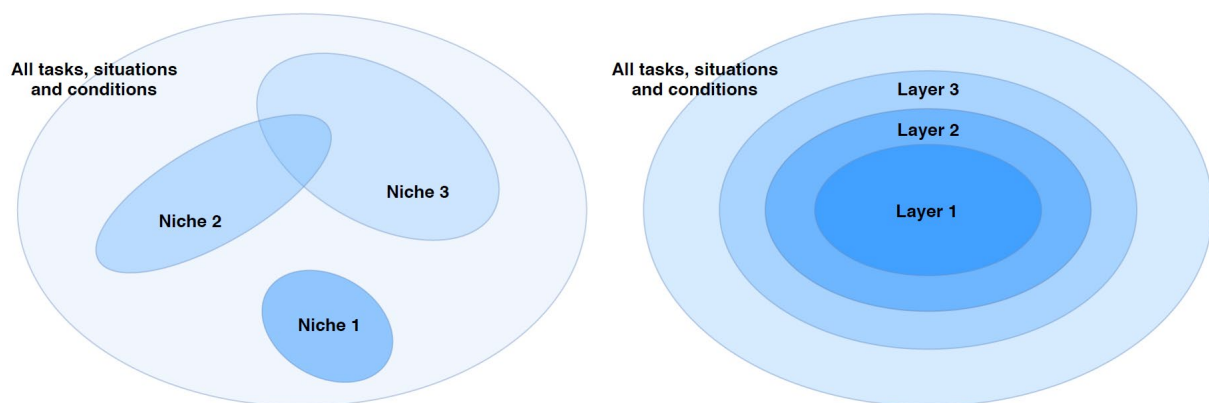 All tasks, situations
and conditions
Niche 3
Niche 2
Niche 1
All tasks, situations
and conditions
Layer 3
Layer 2
Layer 1